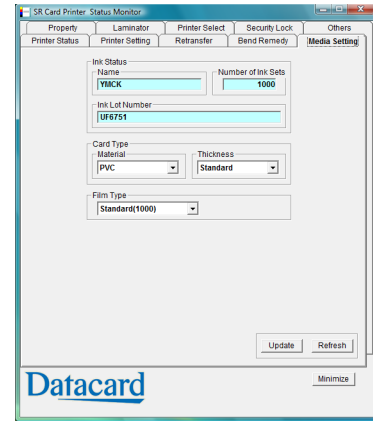 SR Card Printer Status Monitor
Property Laminator Printer Select Security Lock Others
Printer Status Printer Setting Retransfer Bend Remedy Media Setting
Ink Status
Name Number of Ink Sets
YMCK 1000
Ink Lot Number
UF6751
Card Type
Material Thickness
PVC Standard
Film Type
Standard(1000)
Update Refresh
Datacard Minimize